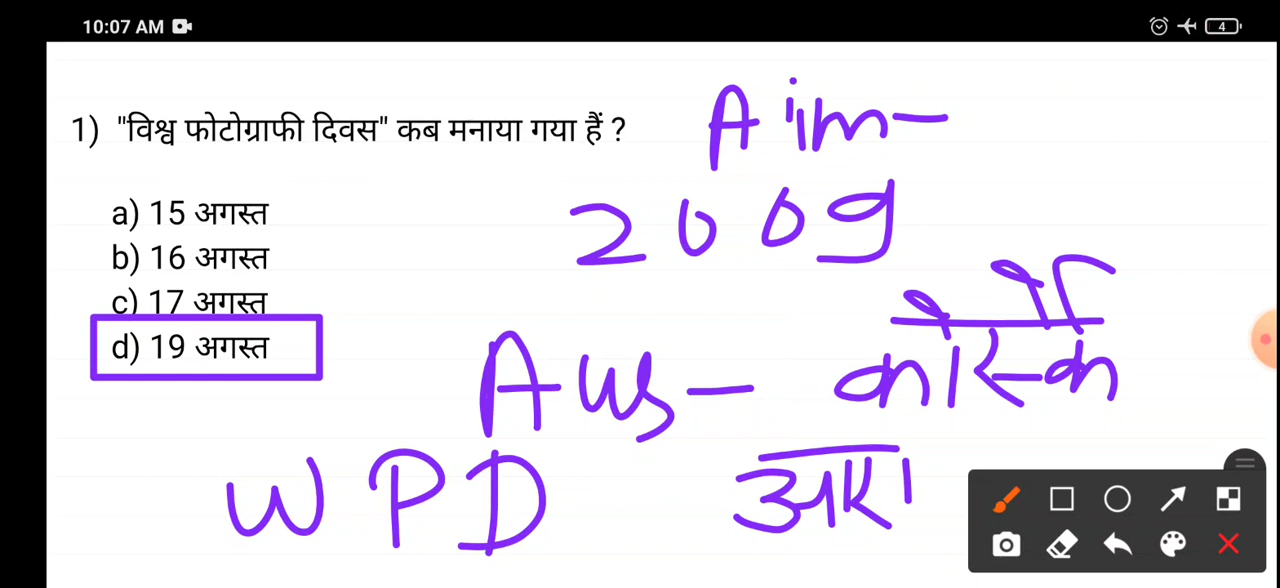 10:07 AM
4
1) "विश्व फोटोग्राफी दिवस" कब मनाया गया हैं ?
Aim-
2009
a) 15 अगस्त
b) 16 अगस्त
c) 17 अगस्त
d) 19 अगस्त
Aus-
WPD